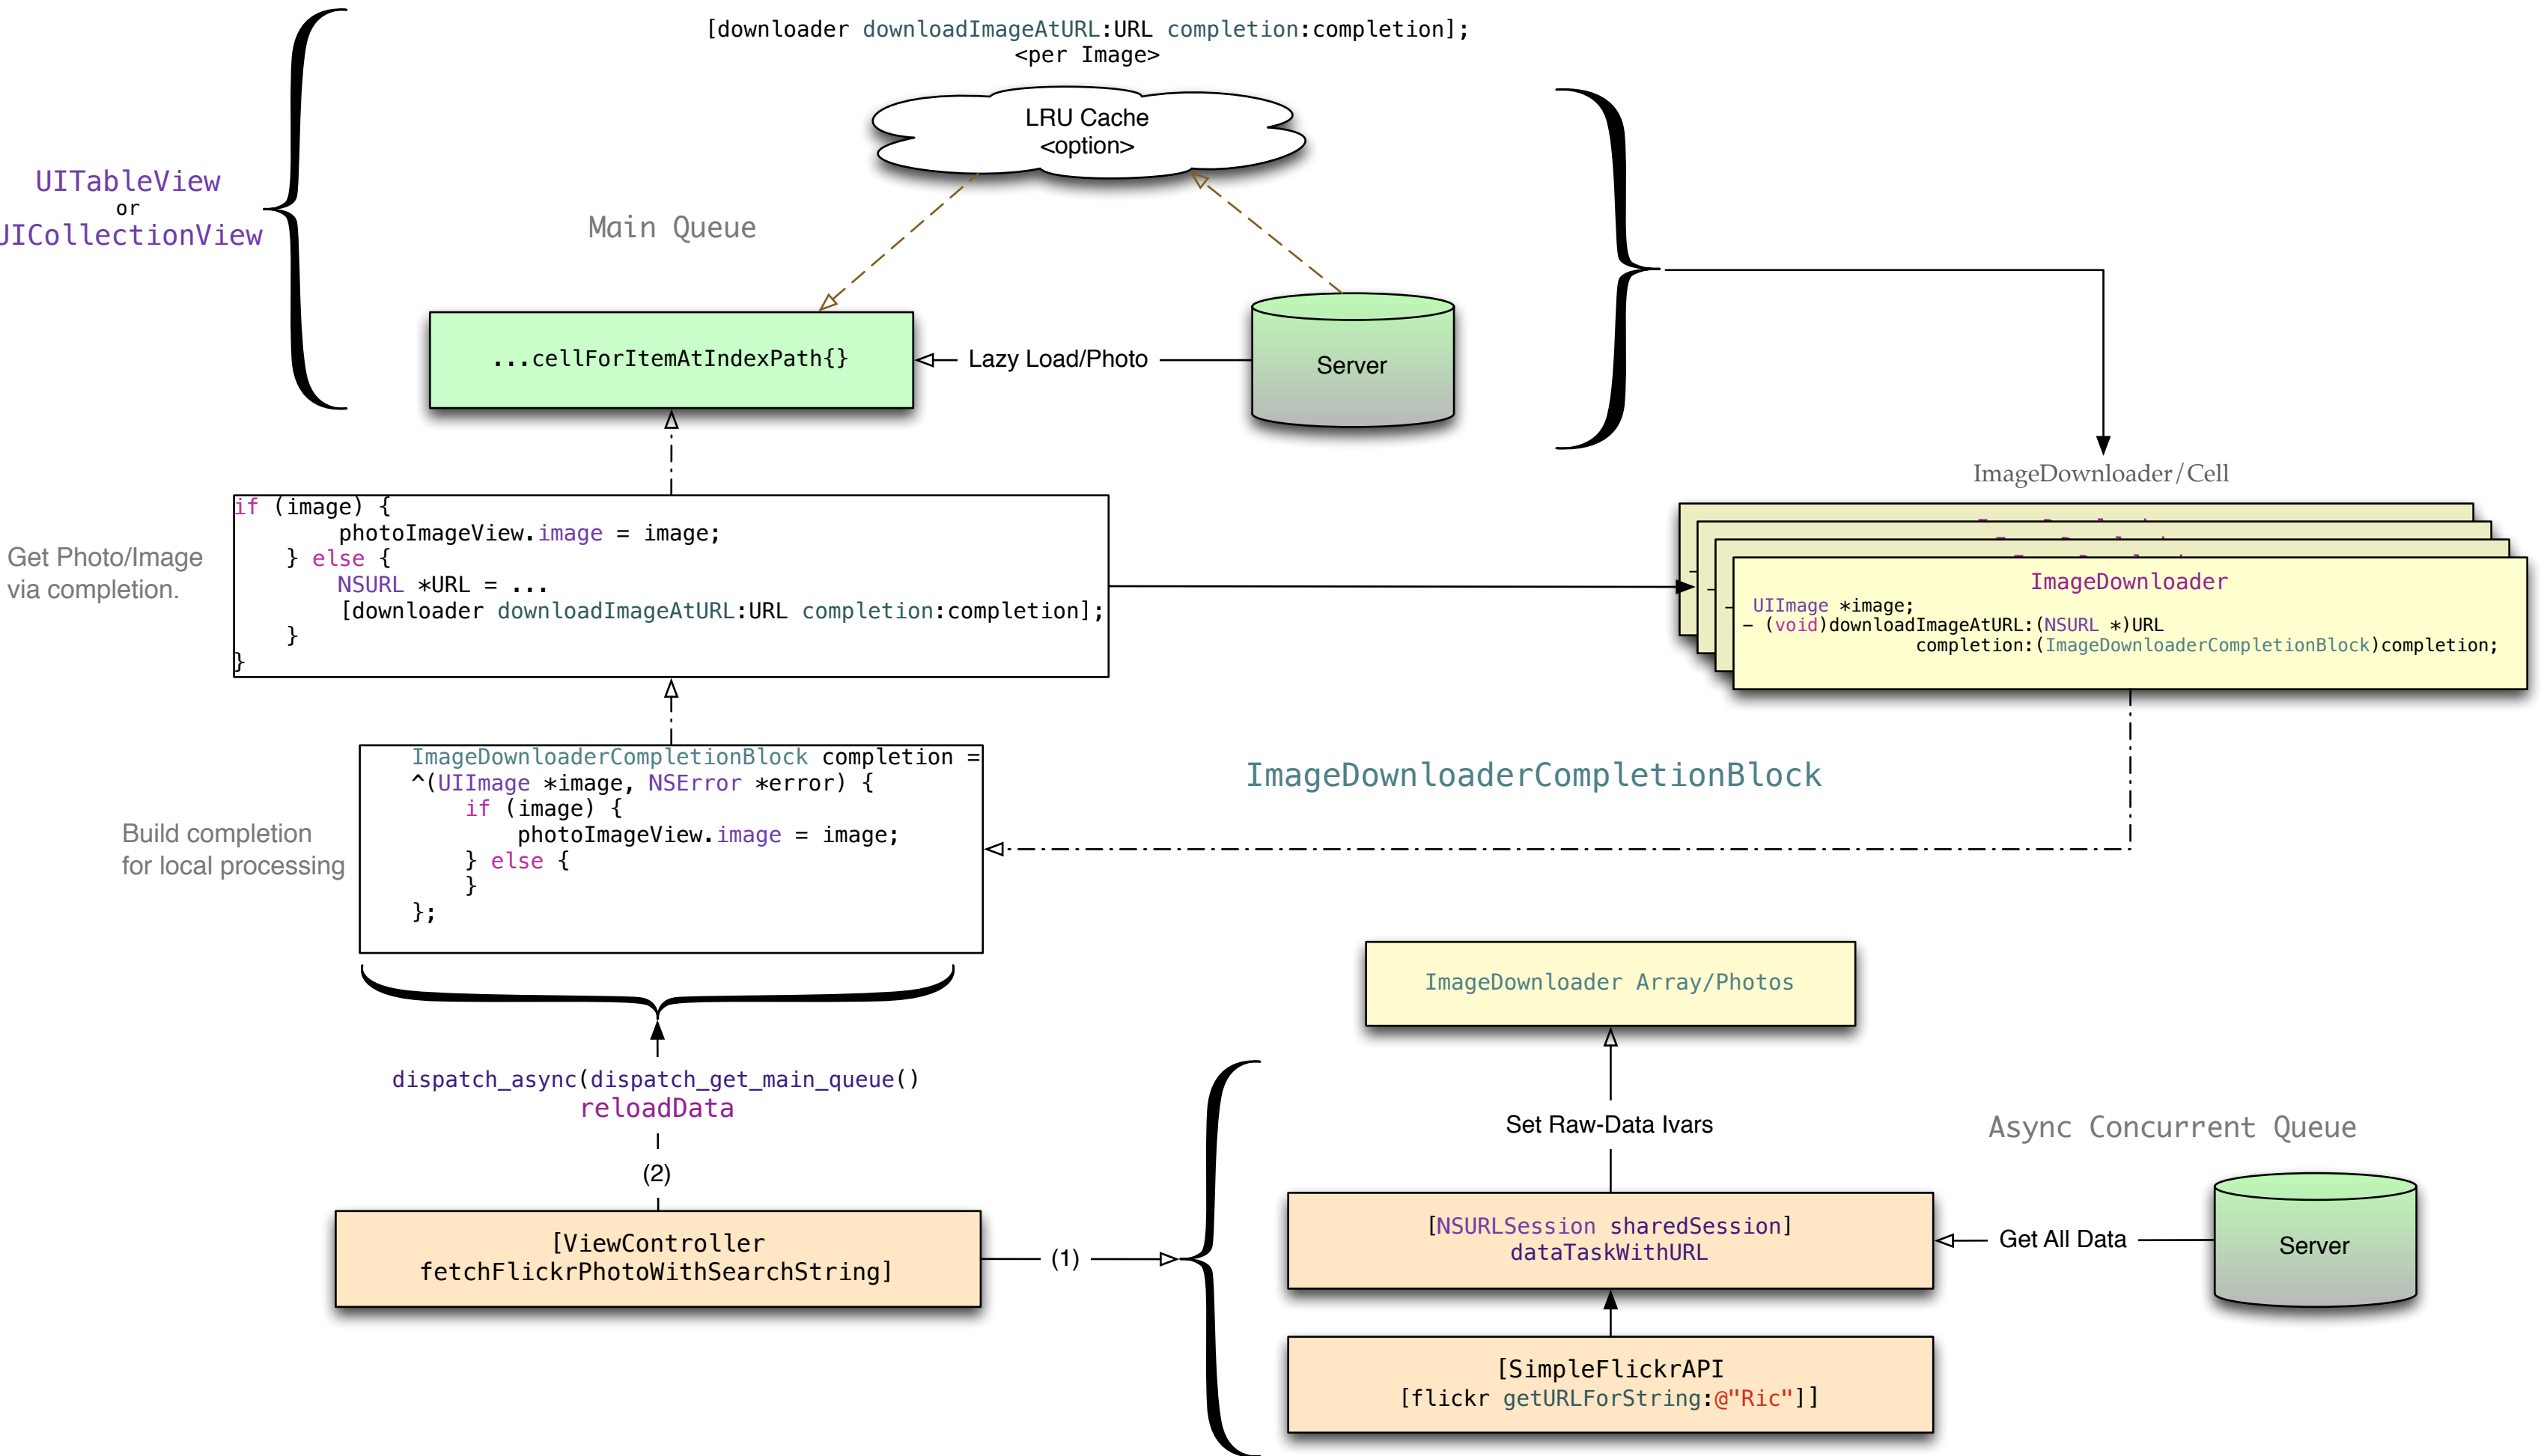 [downloader downloadImageAtURL:URL completion:completion];
<per Image>
LRU Cache
<option>
UITableView
or
UICollectionView
Main Queue
...cellForItemAtIndexPath{}
Lazy Load/Photo
Server
ImageDownloader/Cell
Get Photo/Image
via completion.
if (image) {
photoImageView.image = image;
} else {
NSURL *URL = ...
[downloader downloadImageAtURL:URL completion:completion];
}
}
ImageDownloader
UIImage *image;
– (void)downloadImageAtURL:(NSURL *)URL
completion:(ImageDownloaderCompletionBlock)completion;
Build completion
for local processing
ImageDownloaderCompletionBlock completion =
^(UIImage *image, NSError *error) {
if (image) {
photoImageView.image = image;
} else {
}
};
ImageDownloaderCompletionBlock
ImageDownloader Array/Photos
dispatch_async(dispatch_get_main_queue()
reloadData
(2)
Set Raw-Data Ivars
Async Concurrent Queue
[ViewController
fetchFlickrPhotoWithSearchString]
(1)
[NSURLSession sharedSession]
dataTaskWithURL
Get All Data
Server
[SimpleFlickrAPI
[flickr getURLForString:@"Ric"]]